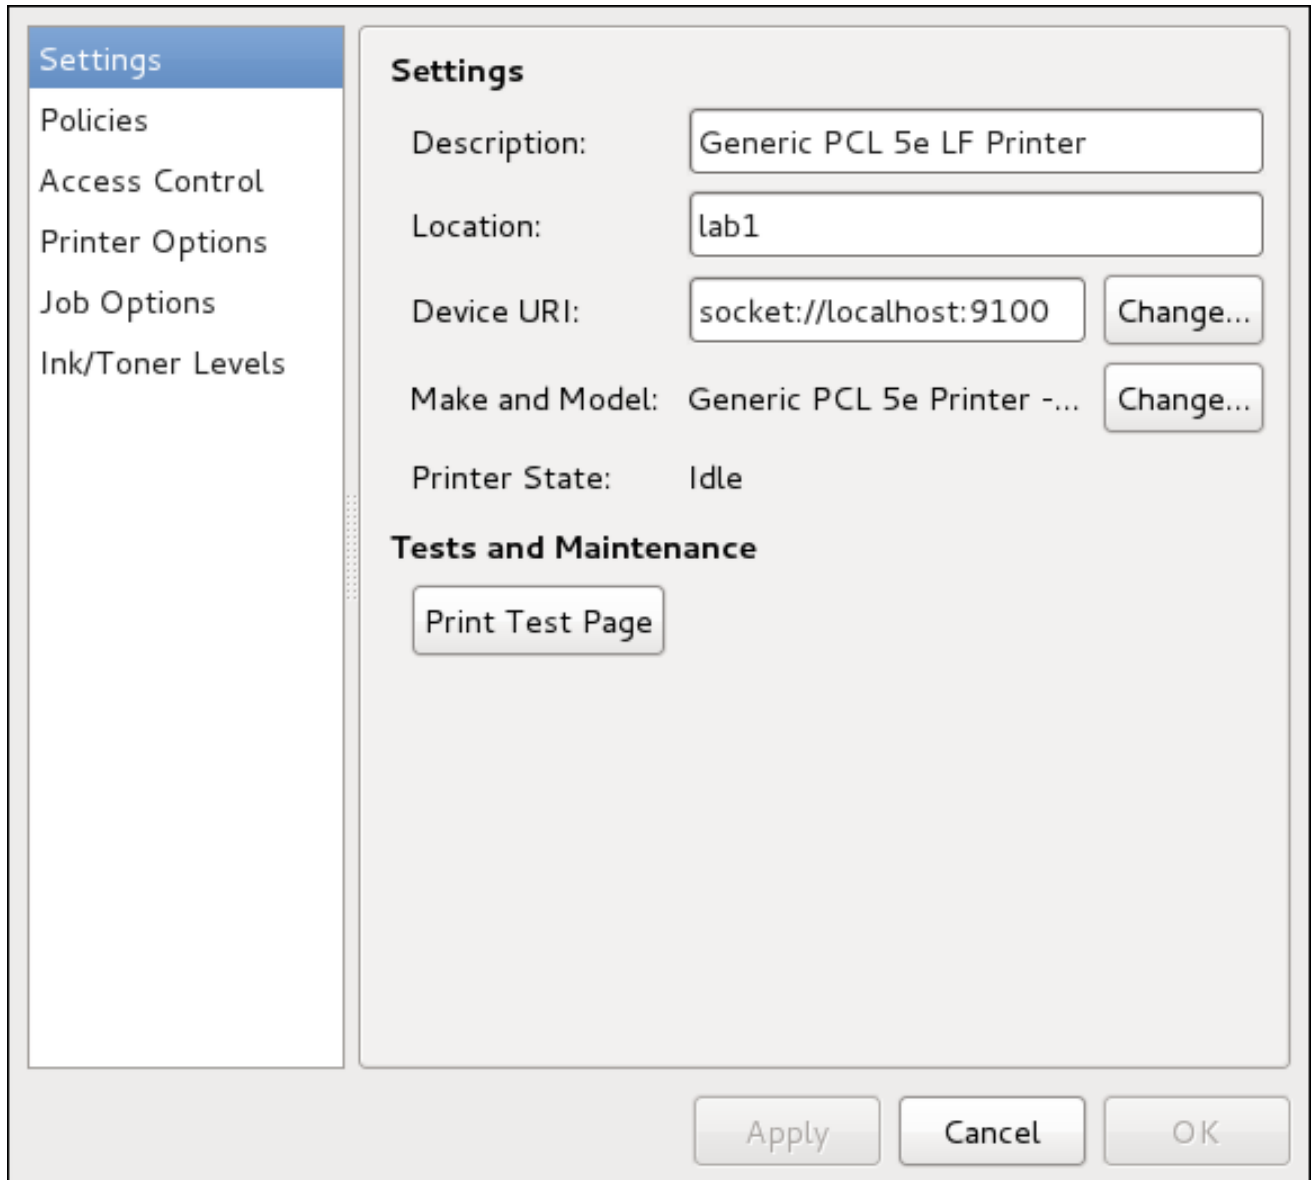 Settings
Policies
Access Control
Printer Options
Job Options
Ink/Toner Levels
Settings
Description: Generic PCL 5e LF Printer
Location: lab1
Device URI: socket://localhost:9100 Change...
Make and Model: Generic PCL 5e Printer -... Change...
Printer State: Idle
Tests and Maintenance
Print Test Page
Apply Cancel OK